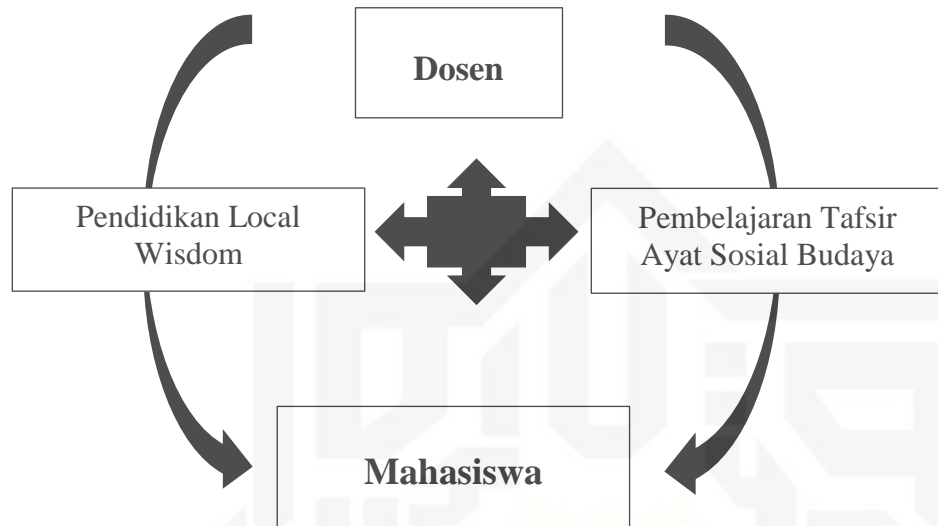 Dosen
Pendidikan Local
Wisdom
Pembelajaran Tafsir
Ayat Sosial Budaya
Mahasiswa